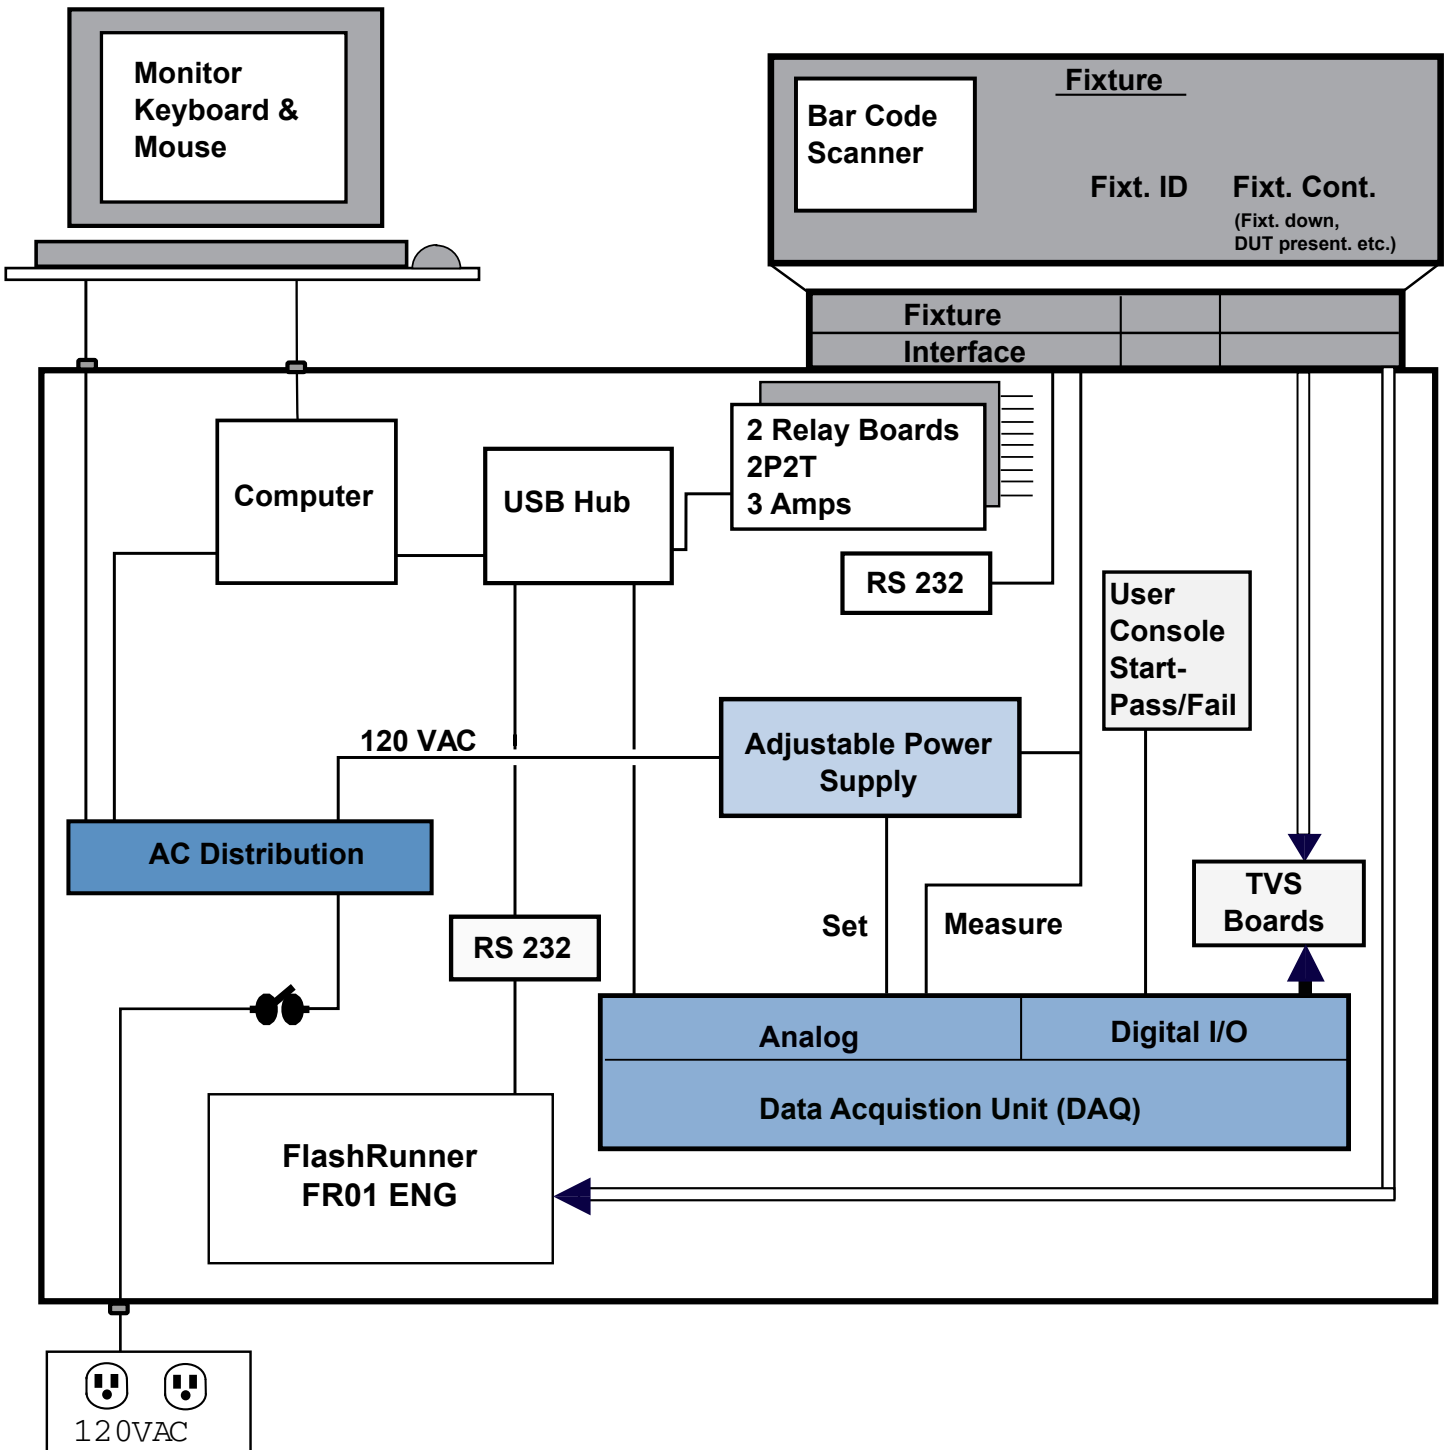 Monitor
Keyboard &
Mouse
Fixture
Bar Code
Scanner
Fixt. ID
Fixt. Cont.
(Fixt. down,
DUT present. etc.)
Fixture
Interface
2 Relay Boards
2P2T
3 Amps
Computer
USB Hub
RS 232
User
Console
Start-
Pass/Fail
120 VAC
Adjustable Power
Supply
AC Distribution
TVS
Boards
Set
Measure
RS 232
Analog
Digital I/O
Data Acquistion Unit (DAQ)
FlashRunner
FR01 ENG
120VAC